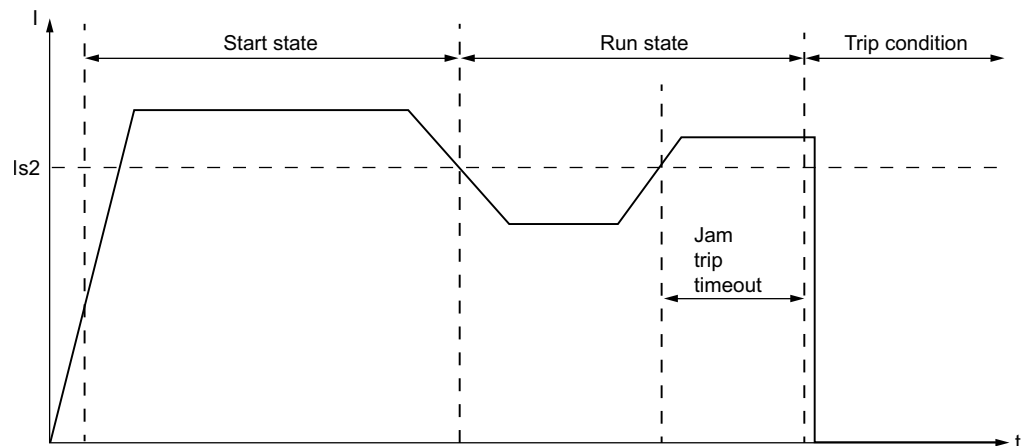 I
Start state
Run state
Trip condition
Is2
Jam
trip
timeout
t